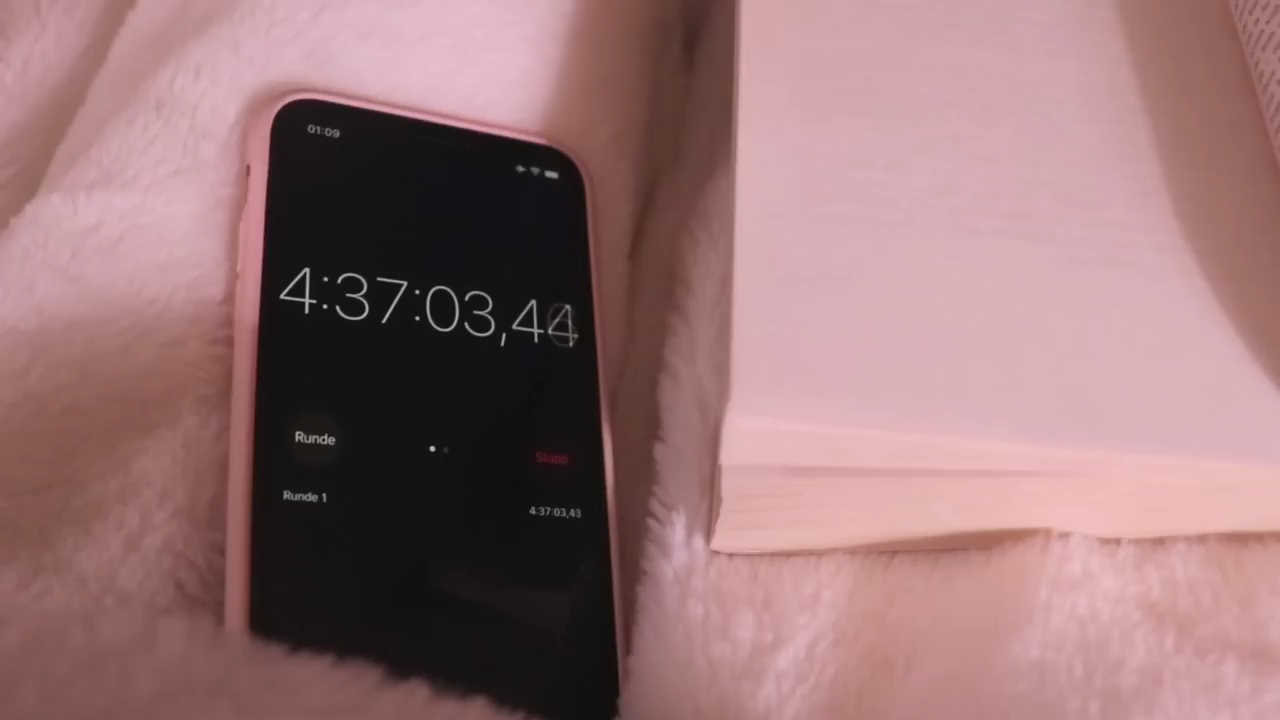 01:09
4:37:03,44
Runde
Stopp
Runde 1
4:37:03,43